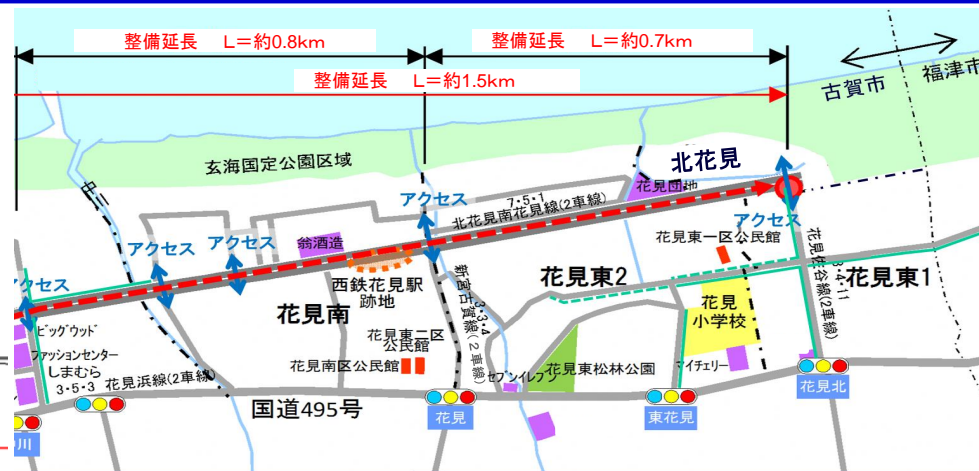 整備延長　L=約0.8km
整備延長　L=約0.7km
整備延長　L=約1.5km
古賀市
福津市
玄海国定公園区域
北花見
中川
アクセス
7・5・1
花見団地
北花見南花見線(2車線)
アクセス
アクセス
アクセス
翁酒造
花見東一区公民館
花見佐谷線(2車線)
3・4・11
クセス
西鉄花見駅
跡地
花見東2
花見東1
花見南
新宮古賀線(2車線)
3・3・4
花見
小学校
ビッグウッド
花見東二区
公民館
ファッションセンター
しまむら
花見南区公民館
セブンイレブン
花見東松林公園
マイチェリー
3・5・3 花見浜線(2車線)
国道495号
花見
東花見
花見北
川